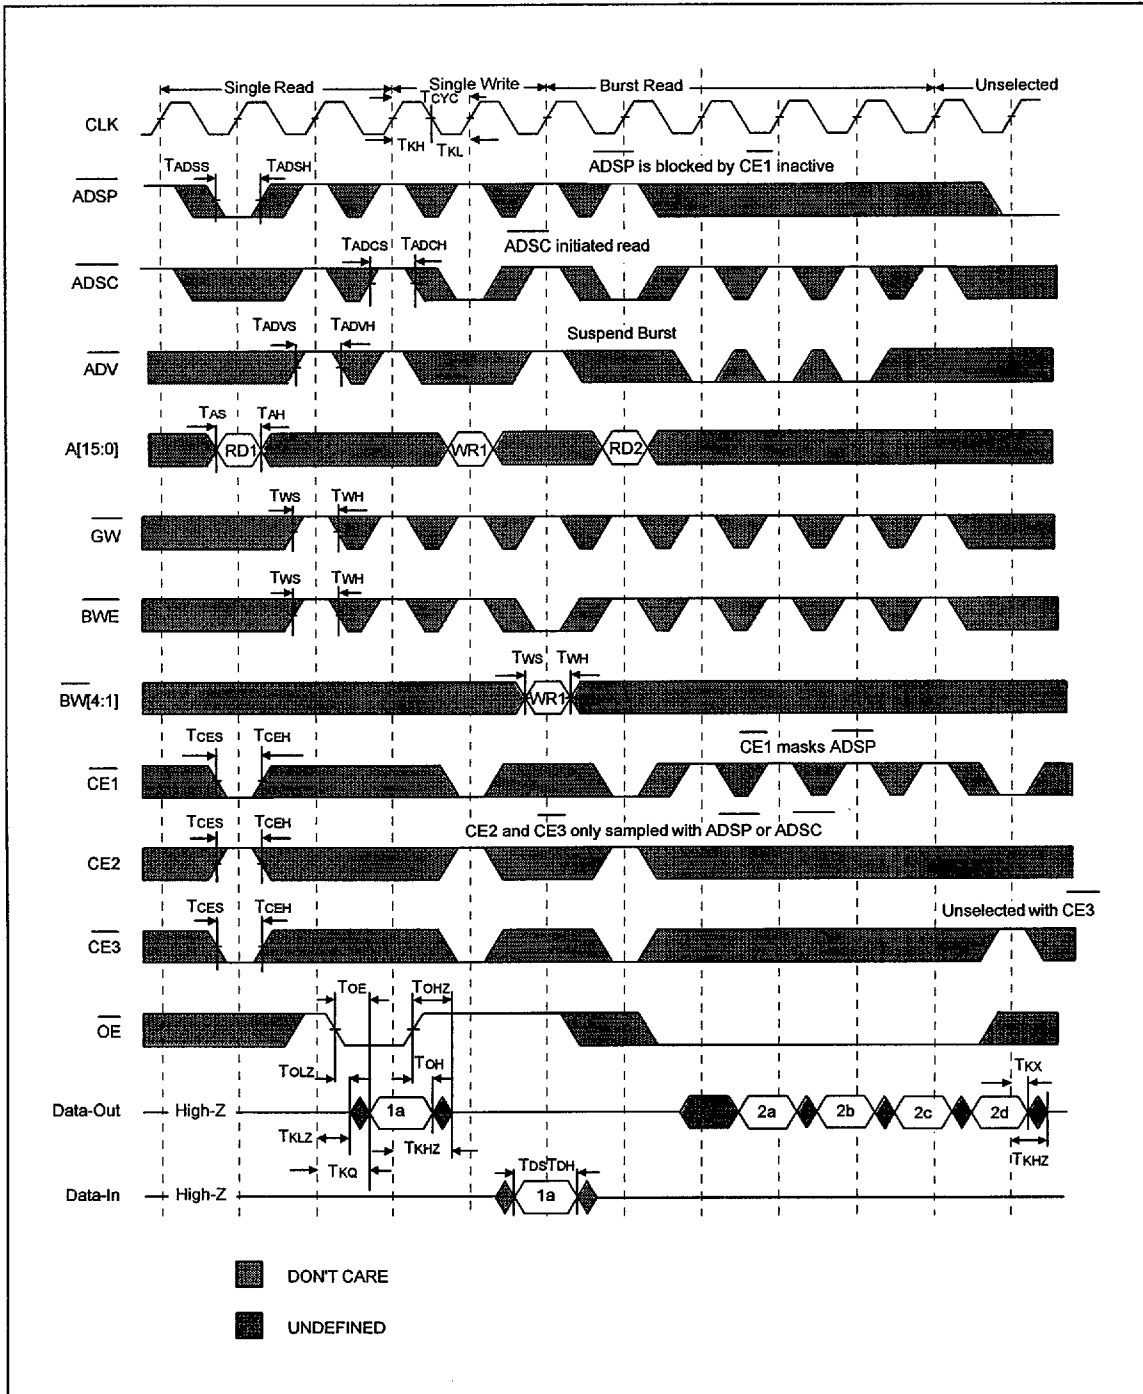 Single Read
Single Write
Burst Read
Unselected
TCYC
CLK
TKH
TKL
TADSS
TADSH
ADSP is blocked by CE1 inactive
ADSP
TADCS
TADCH
ADSC initiated read
ADSC
TADVS
TADVH
Suspend Burst
ADV
TAS
TAH
A[15:0]
RD1
WR1
RD2
TWS
TWH
GW
TWS
TWH
BWE
TWS
TWH
BW[4:1]
WR1
TCES
TCEH
CE1 masks ADSP
CE1
TCES
TCEH
CE2 and CE3 only sampled with ADSP or ADSC
CE2
TCES
TCEH
Unselected with CE3
CE3
TOE
TOHZ
OE
TOLZ
TOH
TKX
Data-Out
High-Z
1a
2a
2b
2c
2d
TKLZ
TKHZ
TKHZ
TKQ
TDS
TDH
Data-In
High-Z
1a
DON'T CARE
UNDEFINED